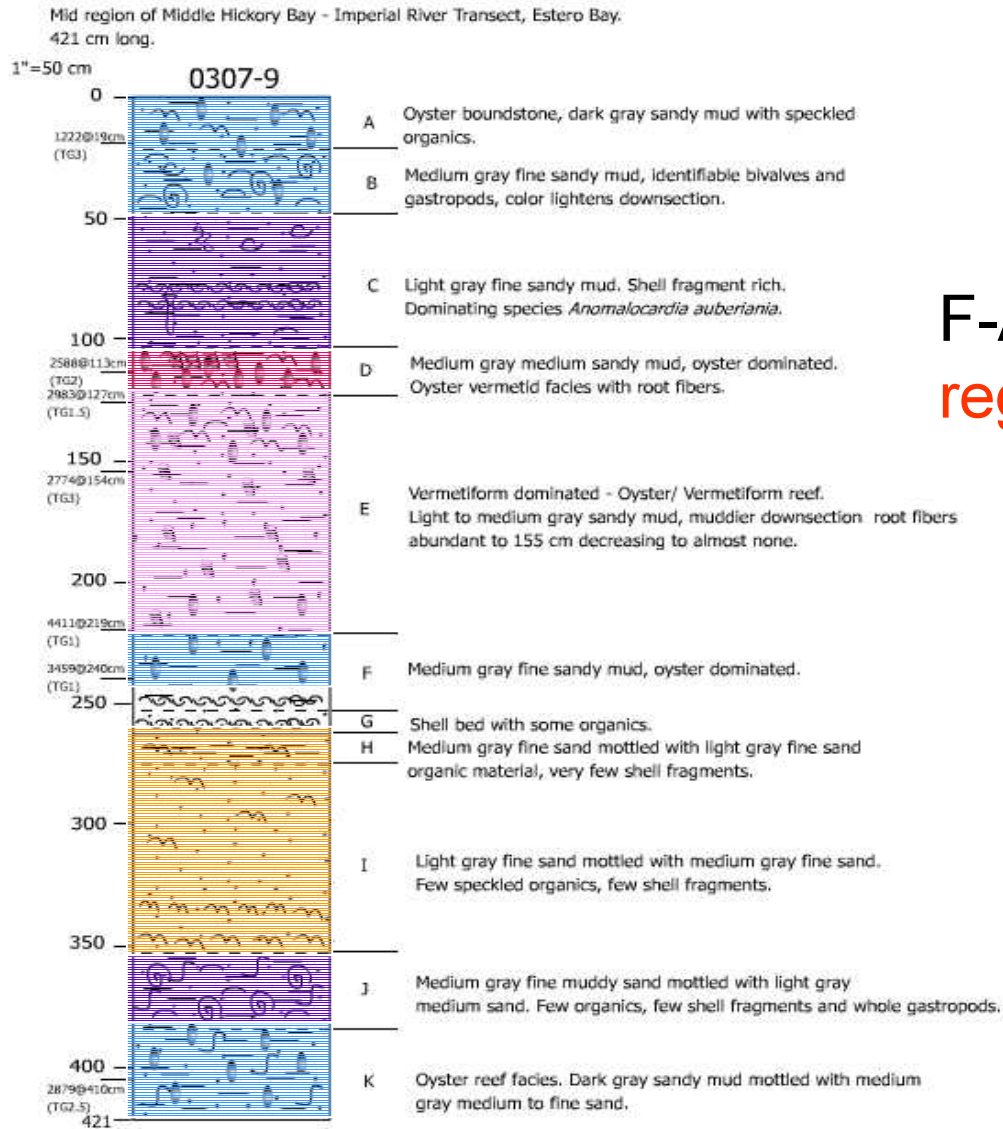 Mid region of Middle Hickory Bay - Imperial River Transect, Estero Bay.
421 cm long.
1"=50 cm
0307-9
0
A
Oyster boundstone, dark gray sandy mud with speckled
organics.
1222@19cm
(TG3)
B
Medium gray fine sandy mud, identifiable bivalves and
gastropods, color lightens downsection.
50
C
Light gray fine sandy mud. Shell fragment rich.
Dominating species Anomalocardia auberiania.
F-A
reg
100
2588@113cm
(TG2)
D
Medium gray medium sandy mud, oyster dominated.
Oyster vermetid facies with root fibers.
2983@127cm
(TG1.5)
150
2774@154cm
(TG3)
E
Vermetiform dominated - Oyster/ Vermetiform reef.
Light to medium gray sandy mud, muddier downsection root fibers
abundant to 155 cm decreasing to almost none.
200
4411@219cm
(TG1)
3459@240cm
(TG1)
F
Medium gray fine sandy mud, oyster dominated.
250
G
Shell bed with some organics.
H
Medium gray fine sand mottled with light gray fine sand
organic material, very few shell fragments.
300
I
Light gray fine sand mottled with medium gray fine sand.
Few speckled organics, few shell fragments.
350
J
Medium gray fine muddy sand mottled with light gray
medium sand. Few organics, few shell fragments and whole gastropods.
400
2879@410cm
(TG2.5)
K
Oyster reef facies. Dark gray sandy mud mottled with medium
gray medium to fine sand.
421